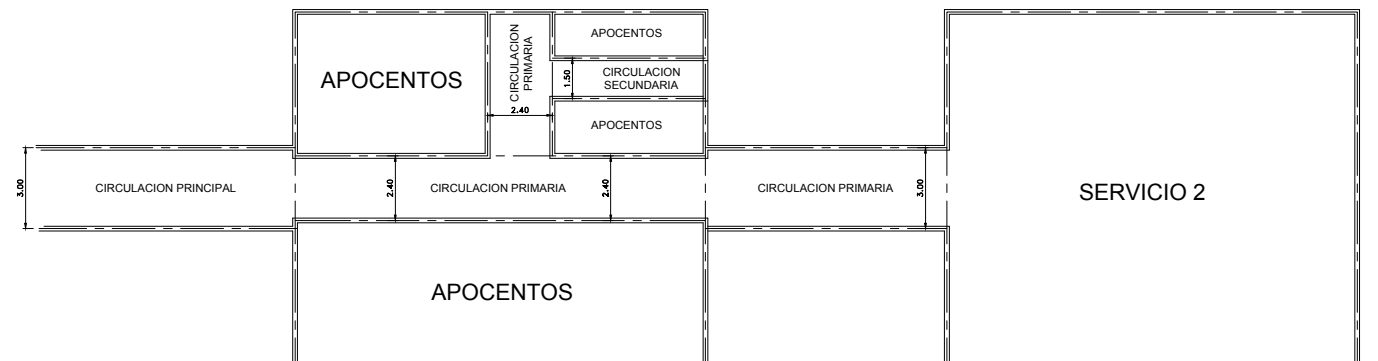 APOCENTOS
CIRCULACION
PRIMARIA
2.40
APOCENTOS
1.50
CIRCULACION
SECUNDARIA
APOCENTOS
3.00
CIRCULACION PRINCIPAL
2.40
CIRCULACION PRIMARIA
2.40
CIRCULACION PRIMARIA
3.00
SERVICIO 2
APOCENTOS